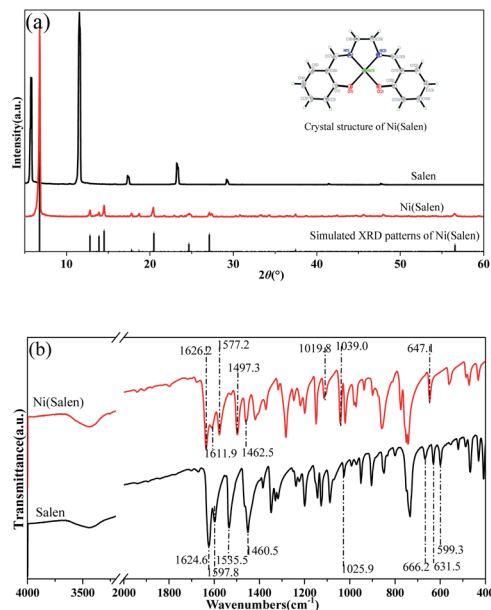 (a)
Intensity(a.u.)
Crystal structure of Ni(Salen)
Salen
Ni(Salen)
Simulated XRD patterns of Ni(Salen)
10 20 30 40 50 60
2θ(°)
(b)
1577.2 1019.8 1039.0
1626.2 647.1
1497.3
Ni(Salen)
1611.9 1462.5
Transmittance(a.u.)
Salen
1460.5 599.3
1624.6 1535.5 666.2 631.5
1597.8 1025.9
4000 3200 2000 1800 1600 1400 1200 1000 800 600 400
Wavenumbers(cm⁻¹)